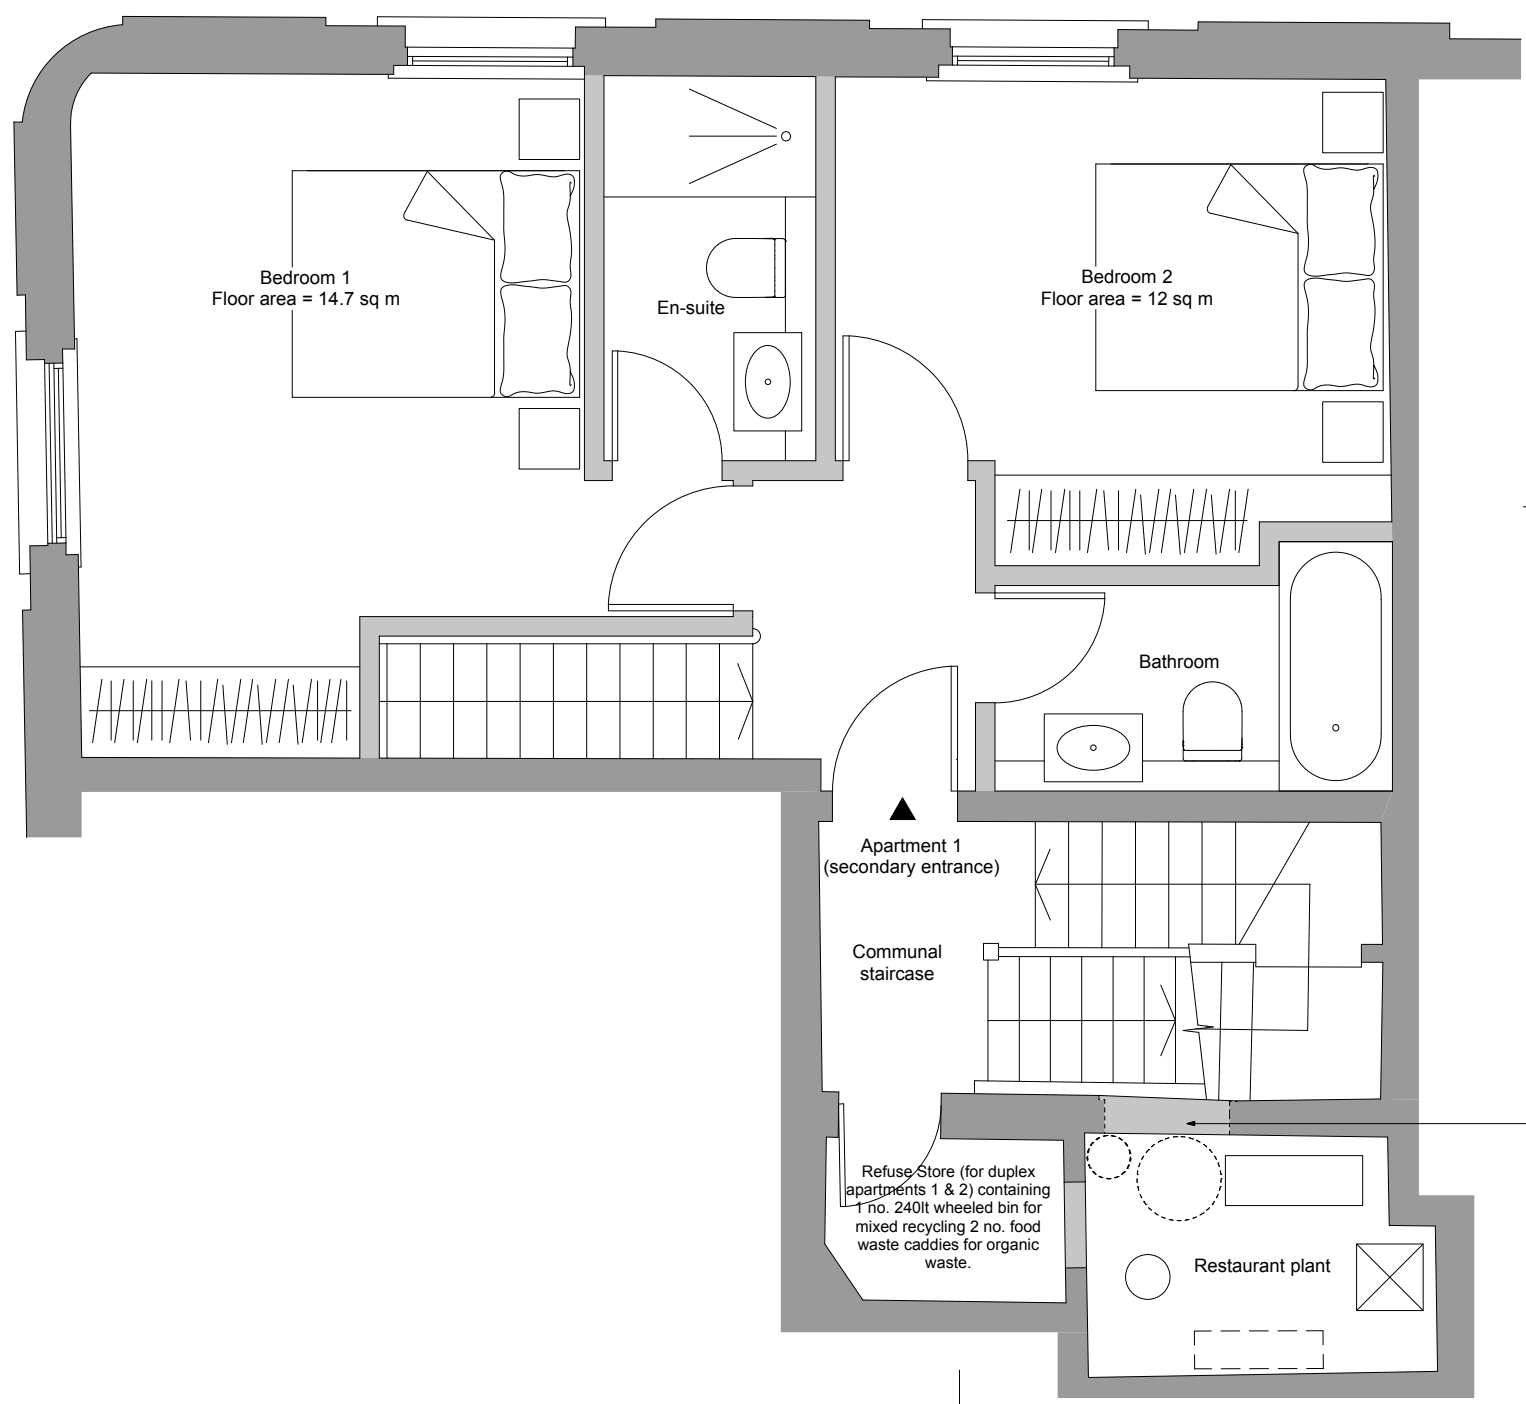 Bedroom 1
Floor area = 14.7 sq m
En-suite
Bedroom 2
Floor area = 12 sq m
Bathroom
Apartment 1
(secondary entrance)
Communal
staircase
Refuse Store (for duplex
apartments 1 & 2) containing
1 no. 240lt wheeled bin for
mixed recycling 2 no. food
waste caddies for organic
waste.
Restaurant plant